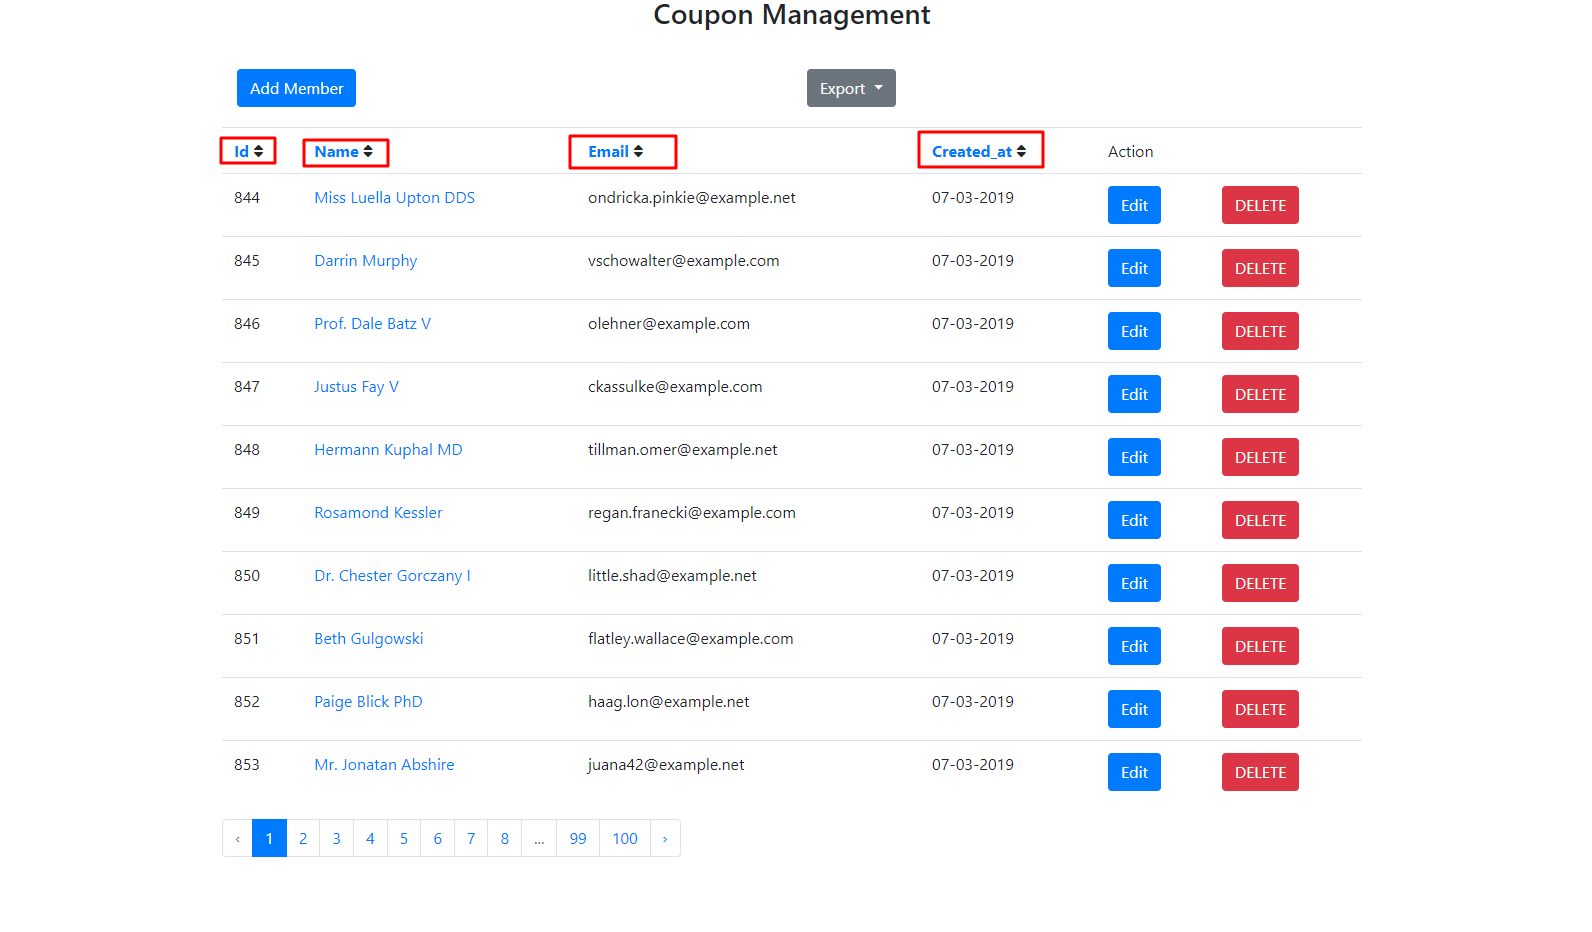 Coupon Management
Add Member Export
Id Name Email Created_at Action
844 Miss Luella Upton DDS ondricka.pinkie@example.net 07-03-2019 Edit DELETE
845 Darrin Murphy vschowalter@example.com 07-03-2019 Edit DELETE
846 Prof. Dale Batz V olehner@example.com 07-03-2019 Edit DELETE
847 Justus Fay V ckassulke@example.com 07-03-2019 Edit DELETE
848 Hermann Kuphal MD tillman.omer@example.net 07-03-2019 Edit DELETE
849 Rosamond Kessler regan.franecki@example.com 07-03-2019 Edit DELETE
850 Dr. Chester Gorczany I little.shad@example.net 07-03-2019 Edit DELETE
851 Beth Gulgowski flatley.wallace@example.com 07-03-2019 Edit DELETE
852 Paige Blick PhD haag.lon@example.net 07-03-2019 Edit DELETE
853 Mr. Jonatan Abshire juana42@example.net 07-03-2019 Edit DELETE
‹ 1 2 3 4 5 6 7 8 ... 99 100 ›